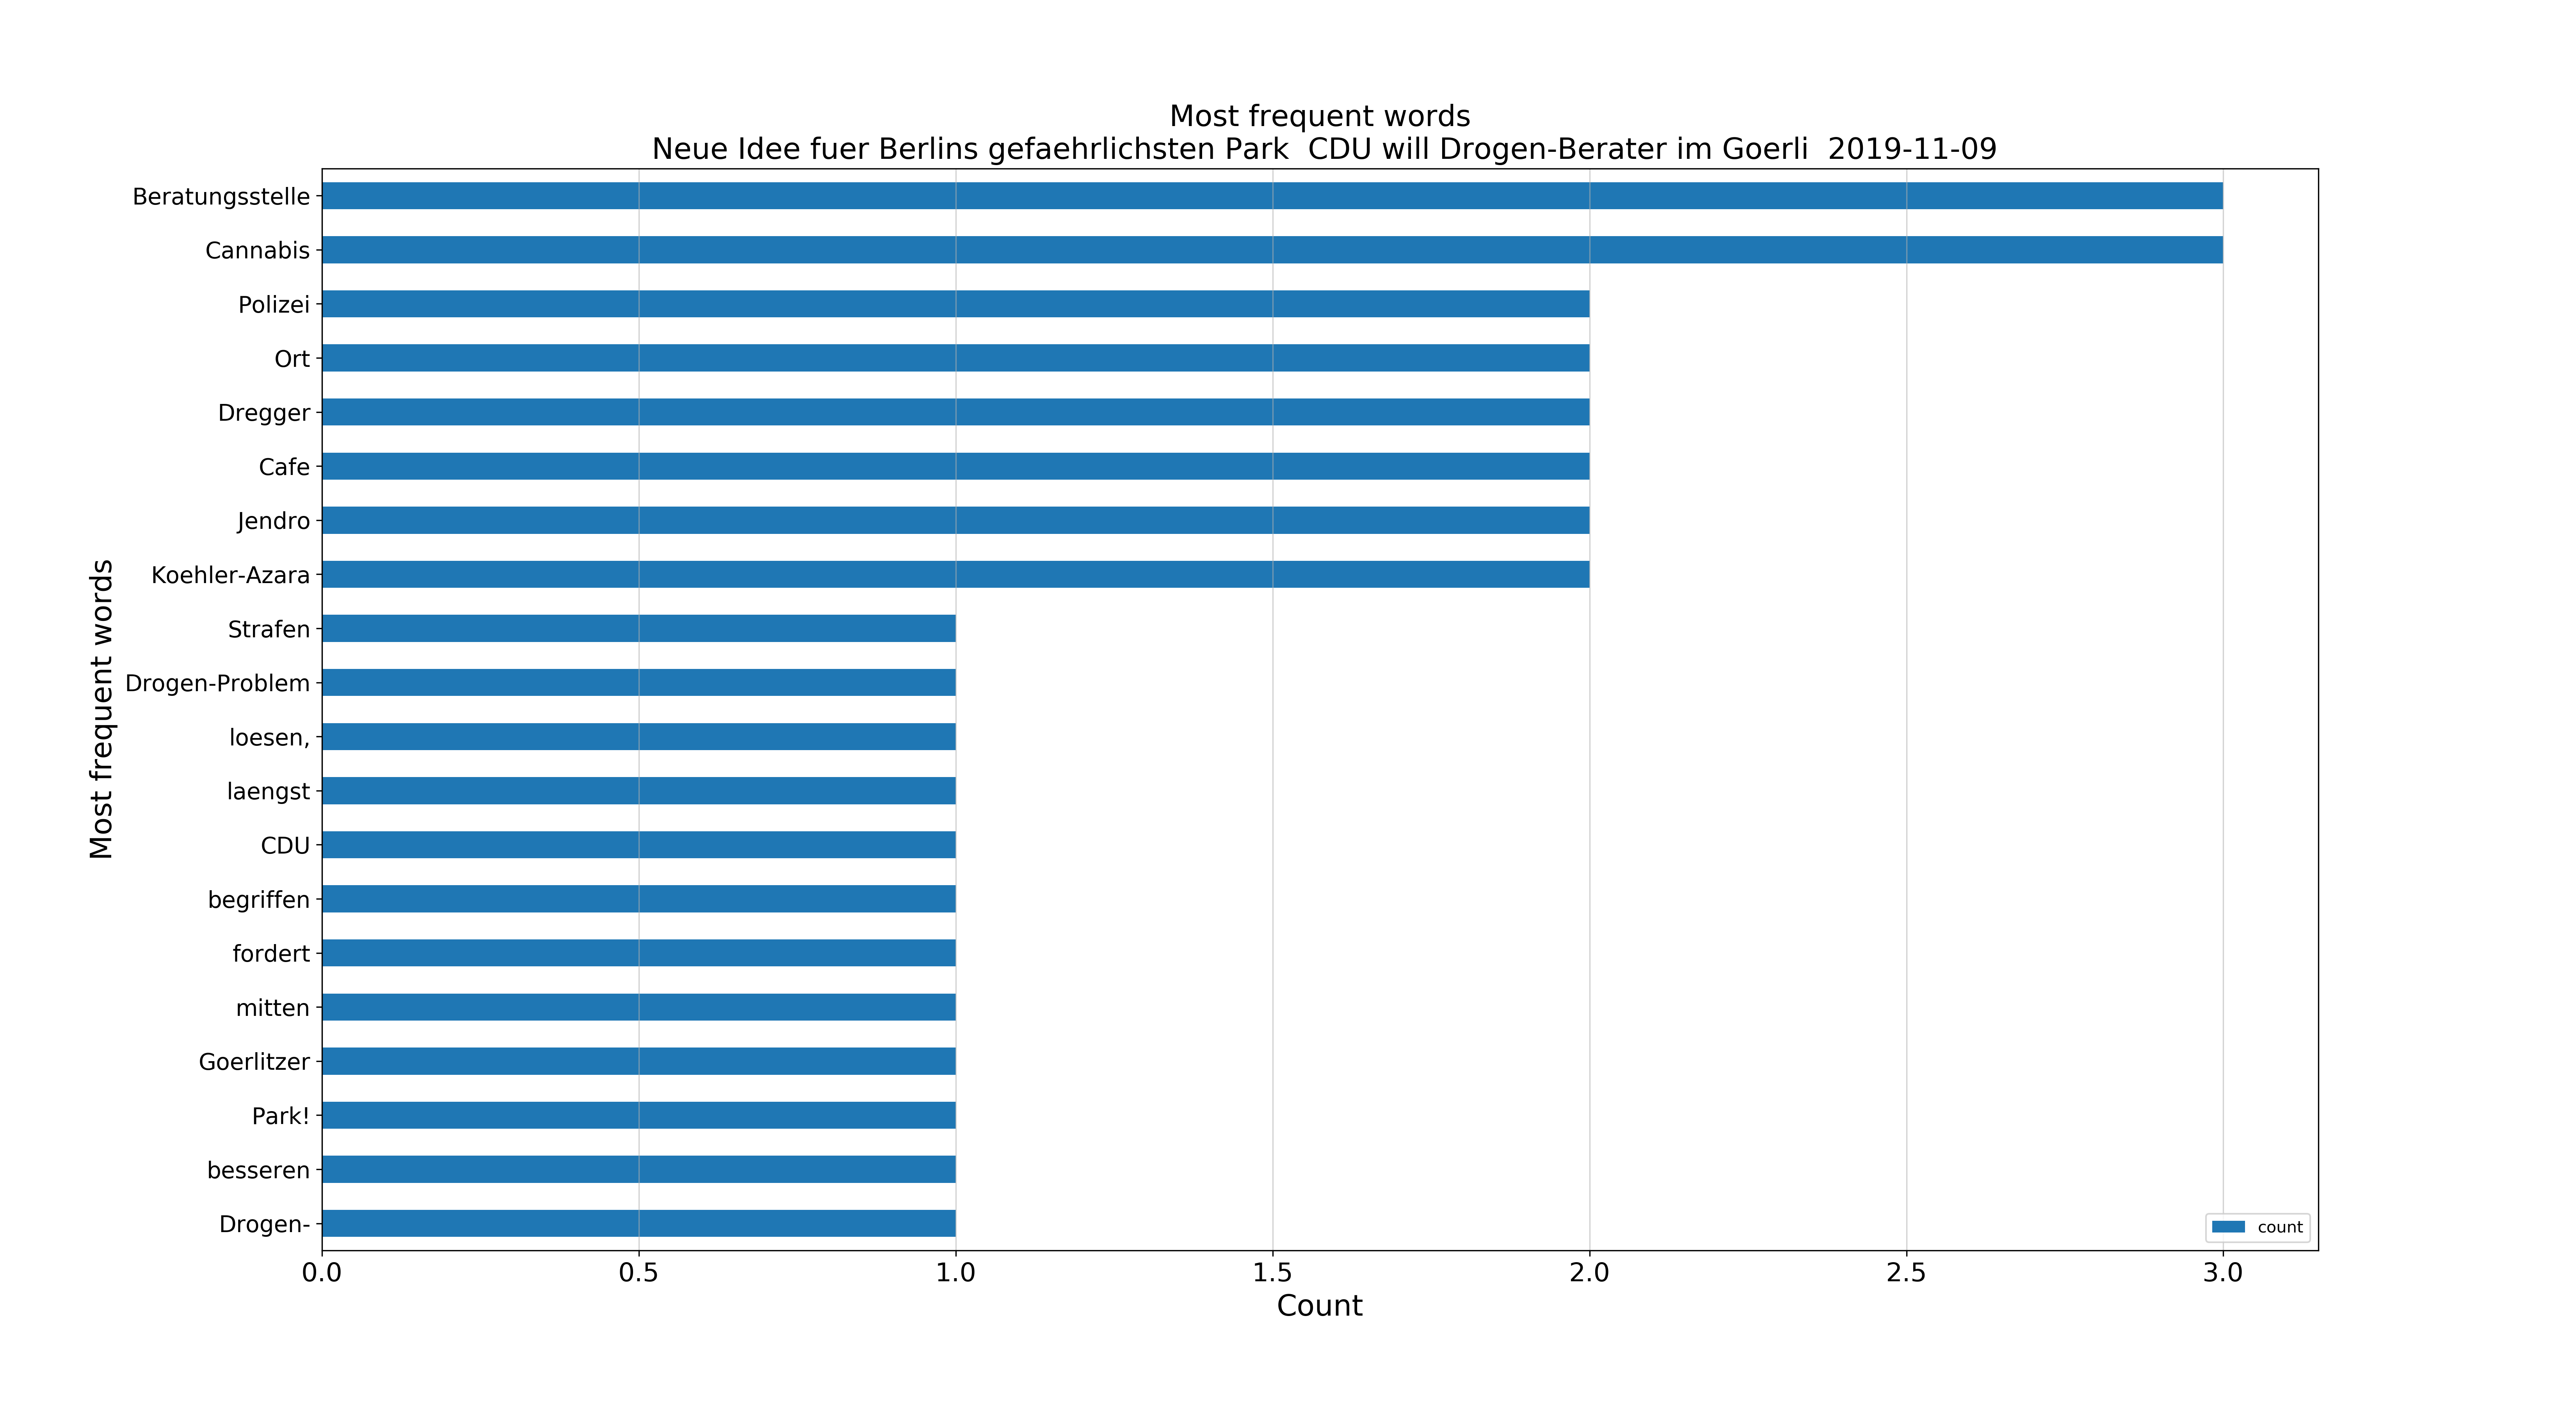 Most frequent words
Neue Idee fuer Berlins gefaehrlichsten Park  CDU will Drogen-Berater im Goerli  2019-11-09
Most frequent words
Beratungsstelle
Cannabis
Polizei
Ort
Dregger
Cafe
Jendro
Koehler-Azara
Strafen
Drogen-Problem
loesen,
laengst
CDU
begriffen
fordert
mitten
Goerlitzer
Park!
besseren
Drogen-
count
0.0 0.5 1.0 1.5 2.0 2.5 3.0
Count